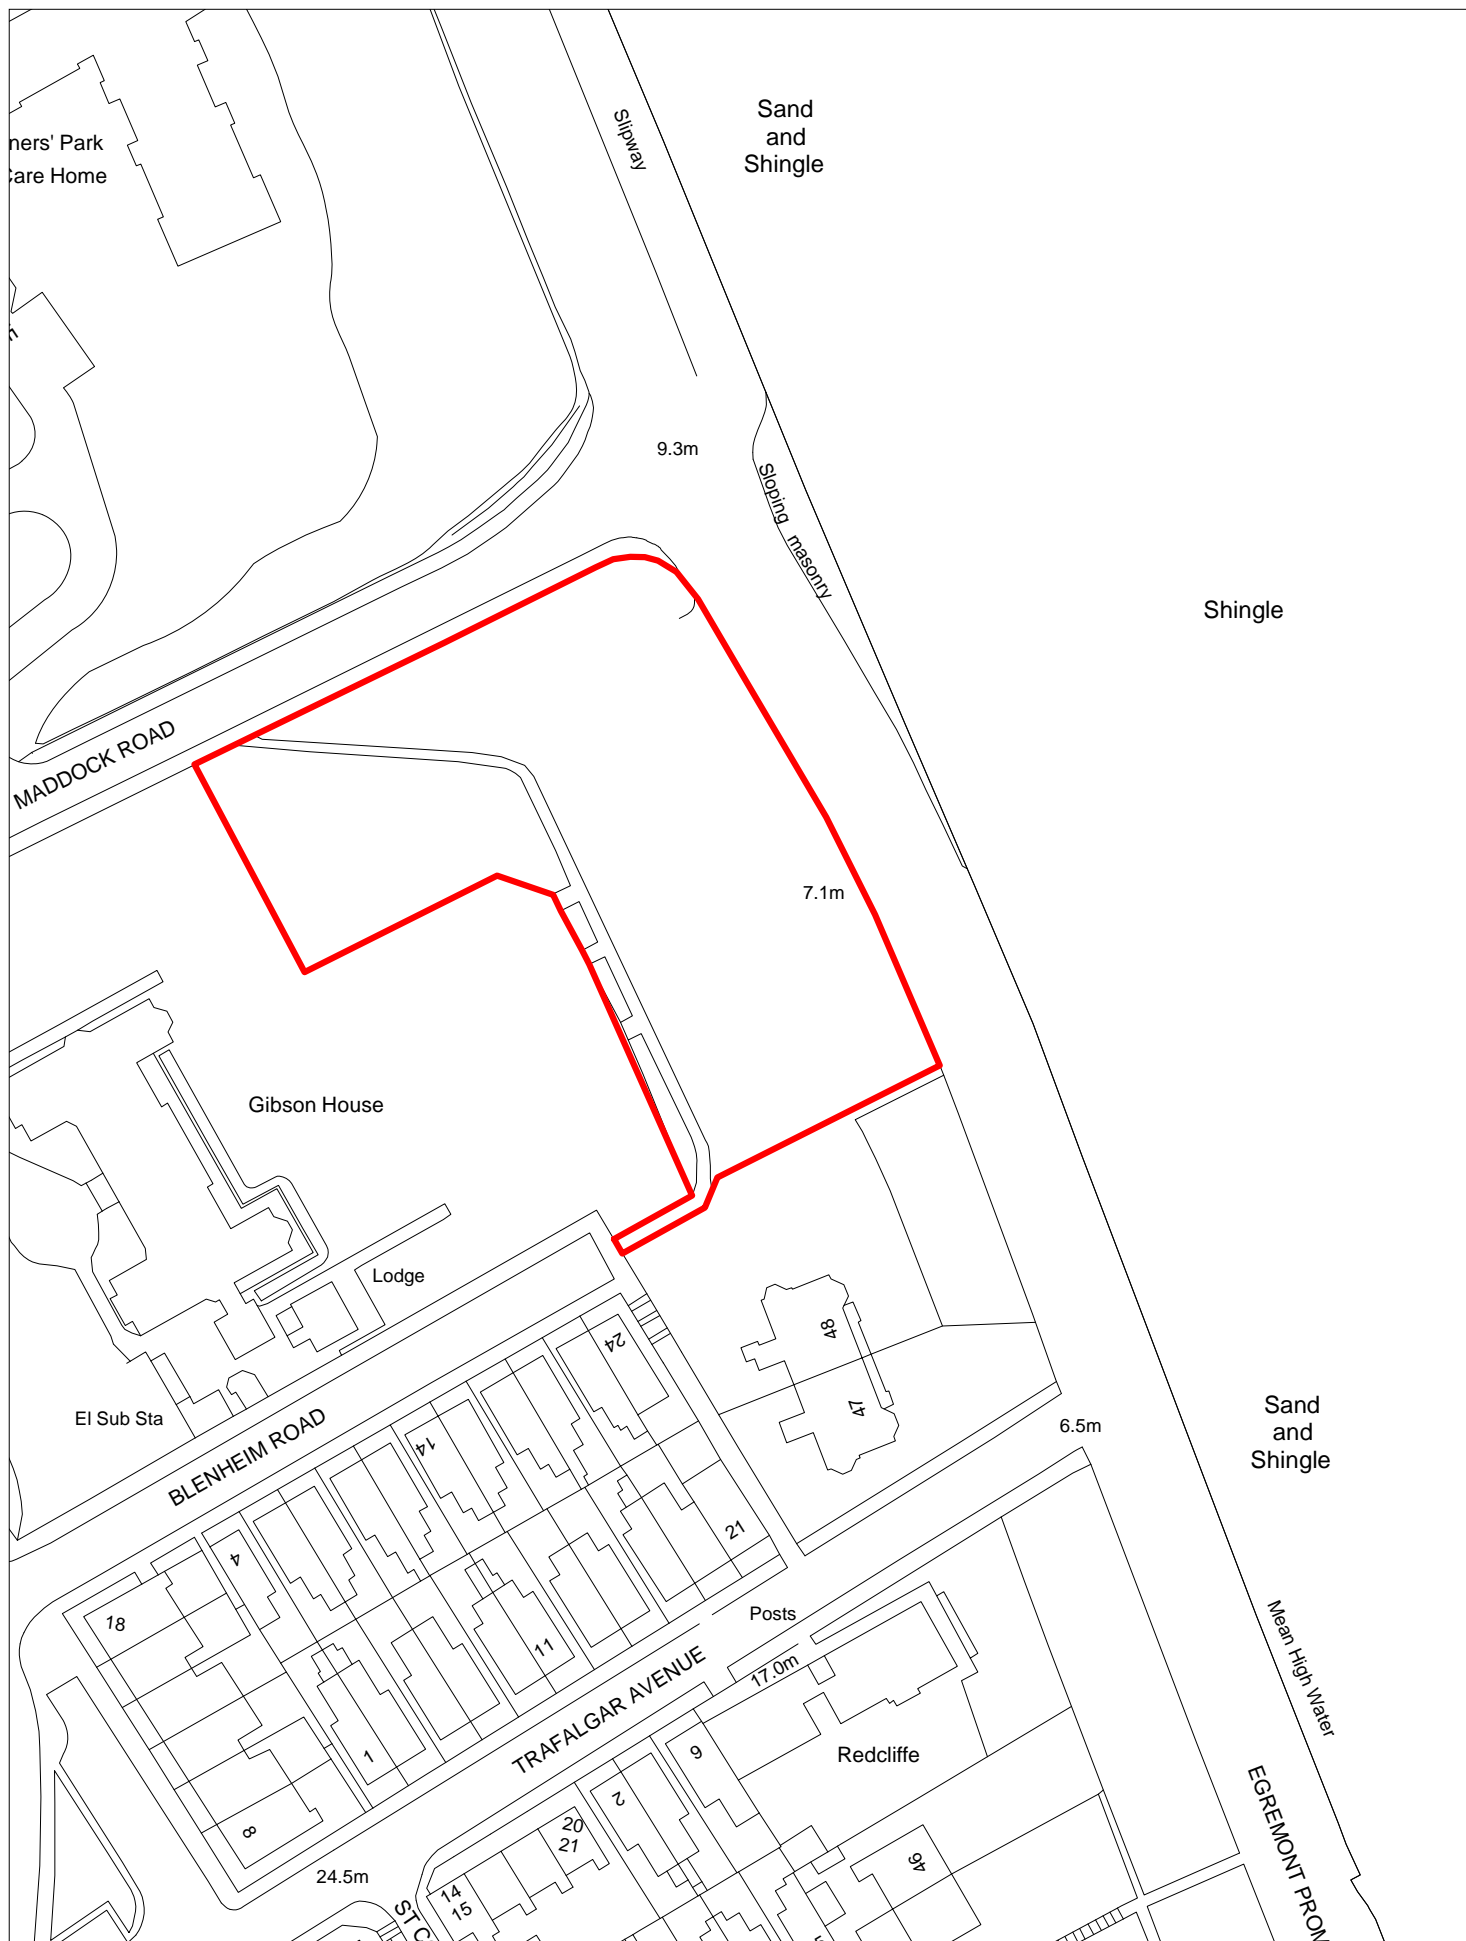 Sand
and
Shingle
Slipway
ners' Park
Care Home
9.3m
Sloping masonry
Shingle
MADDOCK ROAD
7.1m
Gibson House
Lodge
48
47
24
El Sub Sta
BLENHEIM ROAD
14
6.5m
Sand
and
Shingle
21
4
18
11
Posts
17.0m
Mean High Water
TRAFALGAR AVENUE
1
Redcliffe
9
2
8
20
21
46
EGREMONT PROM
24.5m
14
15
ST C